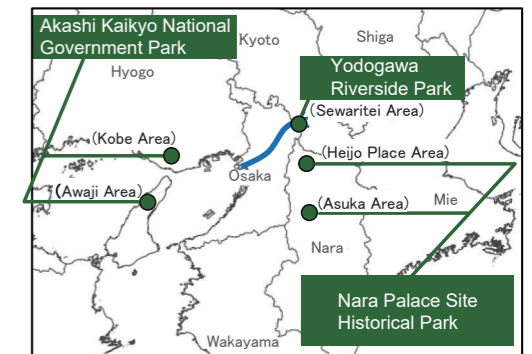 Akashi Kaikyo National
Government Park
Kyoto
Shiga
Hyogo
Yodogawa
Riverside Park
(Sewaritei Area)
(Kobe Area)
(Heijo Place Area)
Osaka
(Awaji Area)
(Asuka Area)
Mie
Nara
Nara Palace Site
Historical Park
Wakayama